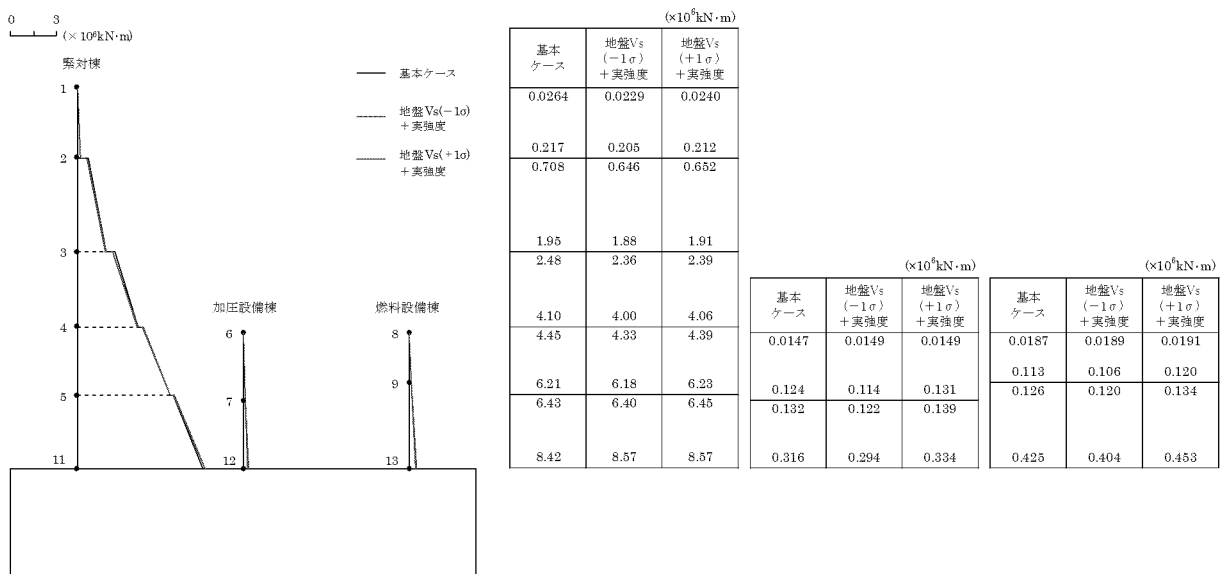 0 3
(×10⁶kN·m)
緊対棟
1
2
3
4
5
11
基本ケース
地盤Vs(-1σ)
+実強度
地盤Vs(+1σ)
+実強度
加圧設備棟
6
7
12
燃料設備棟
8
9
13
(×10⁶kN·m)
基本 地盤Vs 地盤Vs
ケース (-1σ) (+1σ)
+実強度 +実強度
0.0264 0.0229 0.0240
0.217 0.205 0.212
0.708 0.646 0.652
1.95 1.88 1.91
2.48 2.36 2.39
4.10 4.00 4.06
4.45 4.33 4.39
6.21 6.18 6.23
6.43 6.40 6.45
8.42 8.57 8.57
(×10⁶kN·m)
基本 地盤Vs 地盤Vs
ケース (-1σ) (+1σ)
+実強度 +実強度
0.0147 0.0149 0.0149
0.124 0.114 0.131
0.132 0.122 0.139
0.316 0.294 0.334
(×10⁶kN·m)
基本 地盤Vs 地盤Vs
ケース (-1σ) (+1σ)
+実強度 +実強度
0.0187 0.0189 0.0191
0.113 0.106 0.120
0.126 0.120 0.134
0.425 0.404 0.453